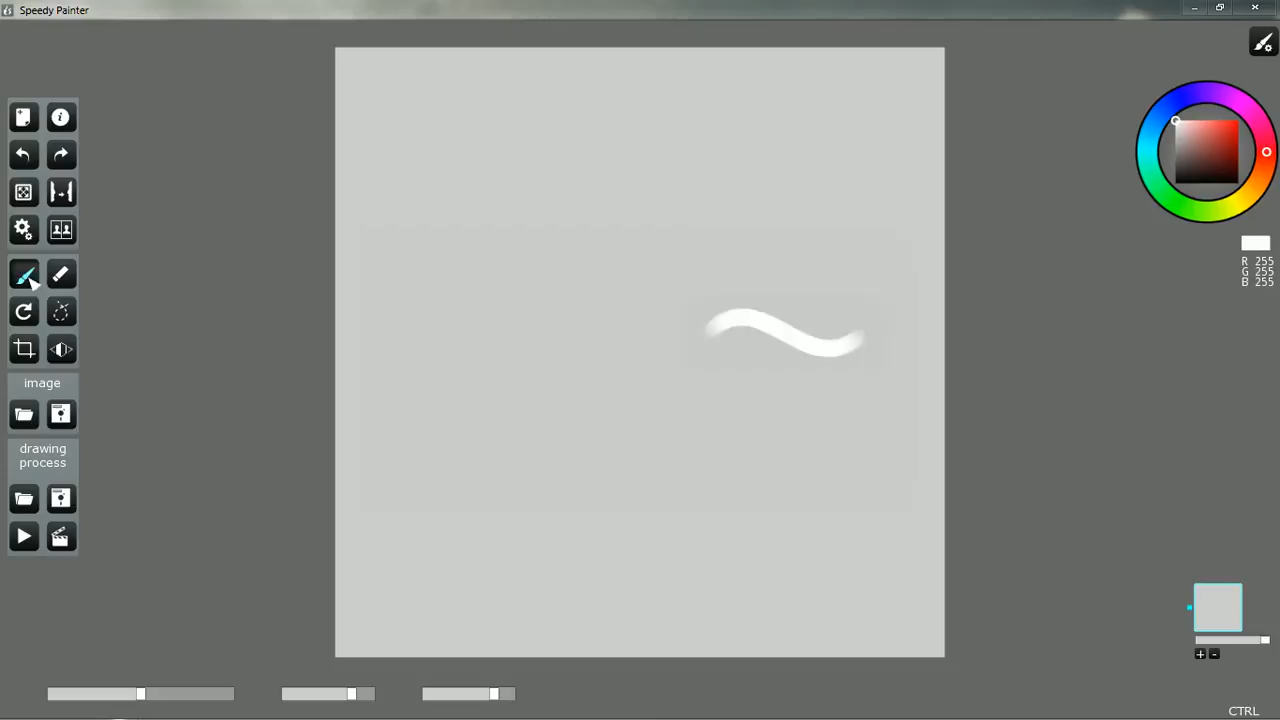 Speedy Painter
R 255
G 255
B 255
image
drawing
process
CTRL